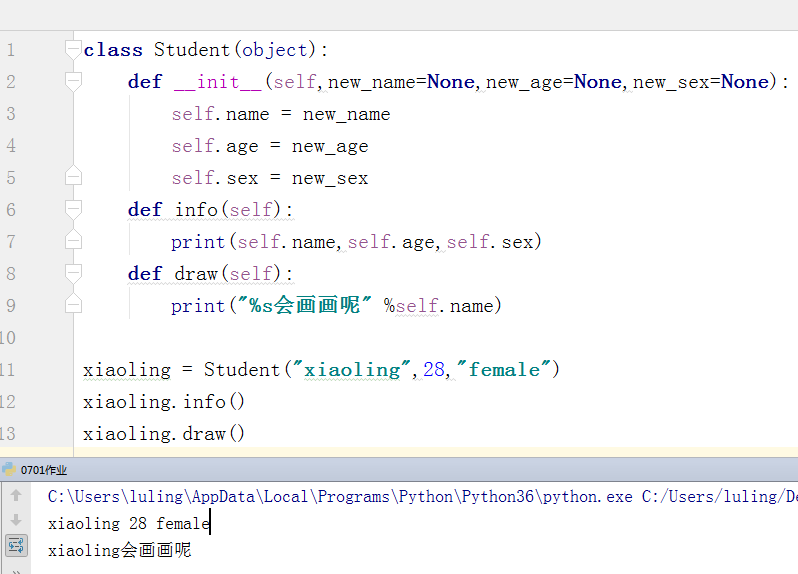 1 class Student(object):
2 def __init__(self,new_name=None,new_age=None,new_sex=None):
3 self.name = new_name
4 self.age = new_age
5 self.sex = new_sex
6 def info(self):
7 print(self.name,self.age,self.sex)
8 def draw(self):
9 print("%s会画画呢" %self.name)
10
11 xiaoling = Student("xiaoling",28,"female")
12 xiaoling.info()
13 xiaoling.draw()
0701作业
C:\Users\luling\AppData\Local\Programs\Python\Python36\python.exe C:/Users/luling/De
xiaoling 28 female
xiaoling会画画呢